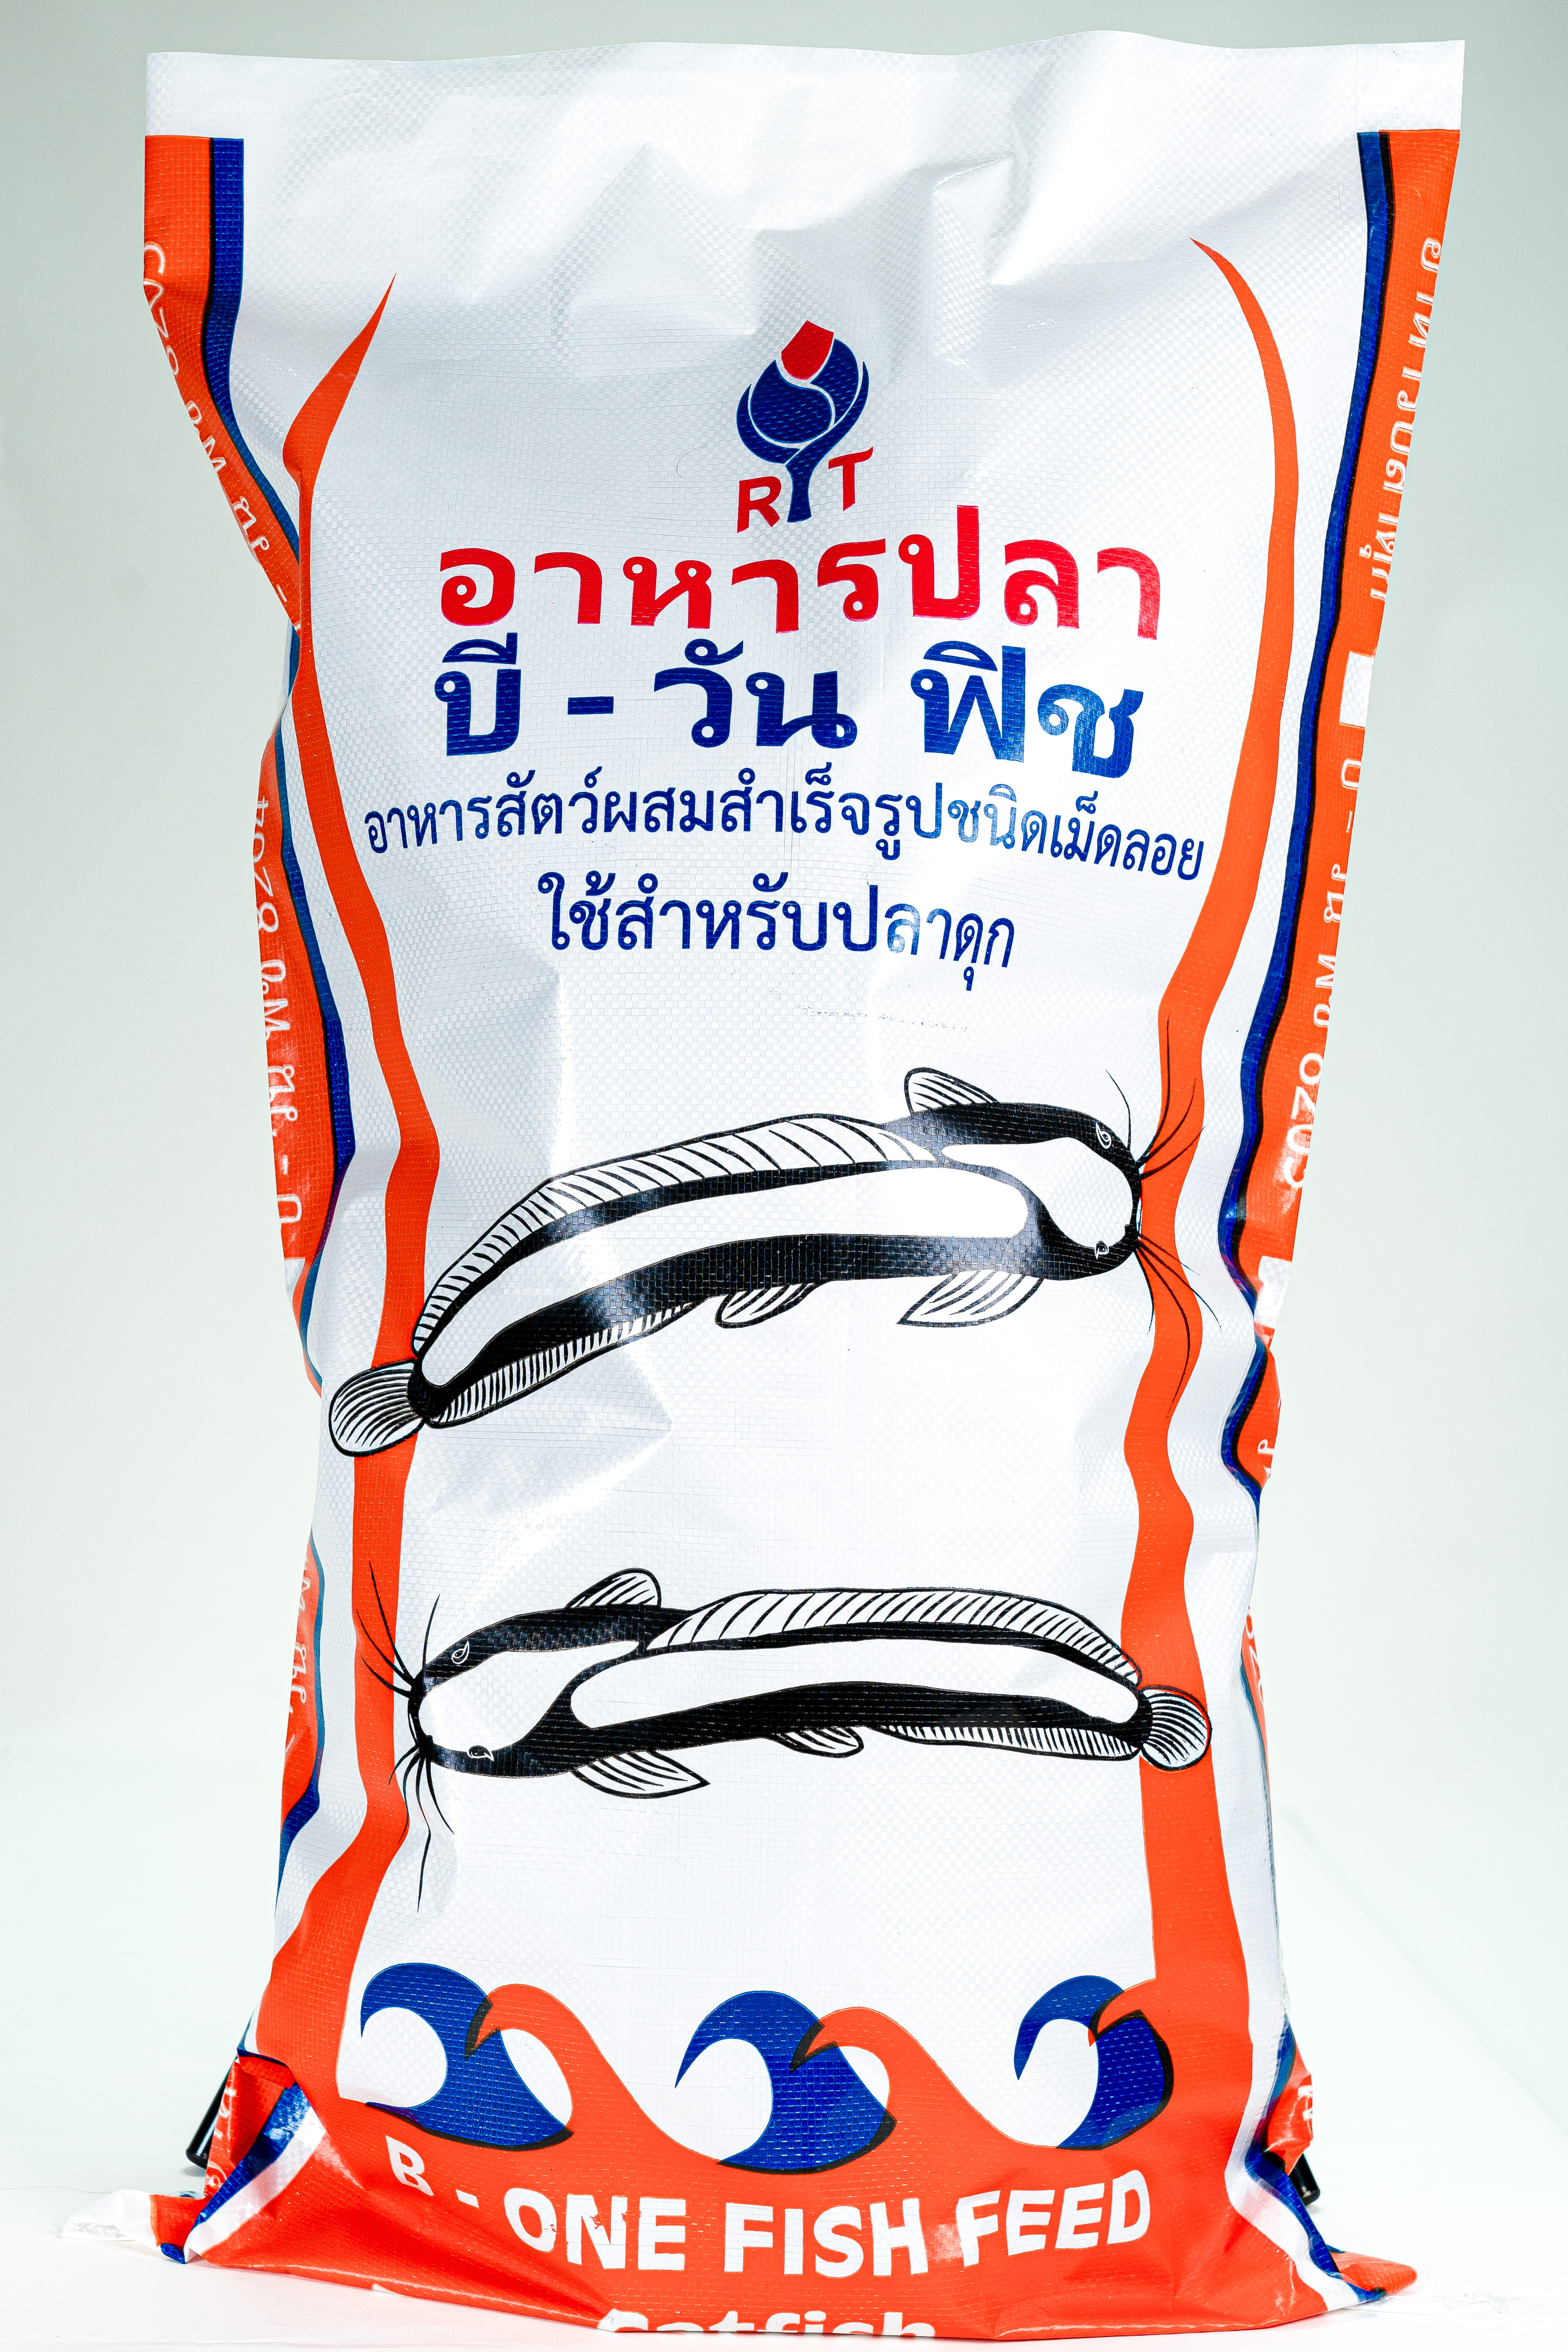 R T
อาหารปลา
บี - วัน ฟิช
อาหารสัตว์ผสมสำเร็จรูปชนิดเม็ดลอย
ใช้สำหรับปลาดุก
B - ONE FISH FEED
Catfish